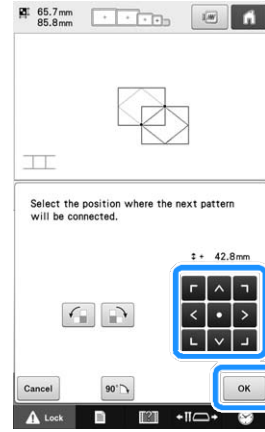 65.7mm
85.8mm
Select the position where the next pattern
will be connected.
+ 42.8mm
Cancel
90°
OK
Lock